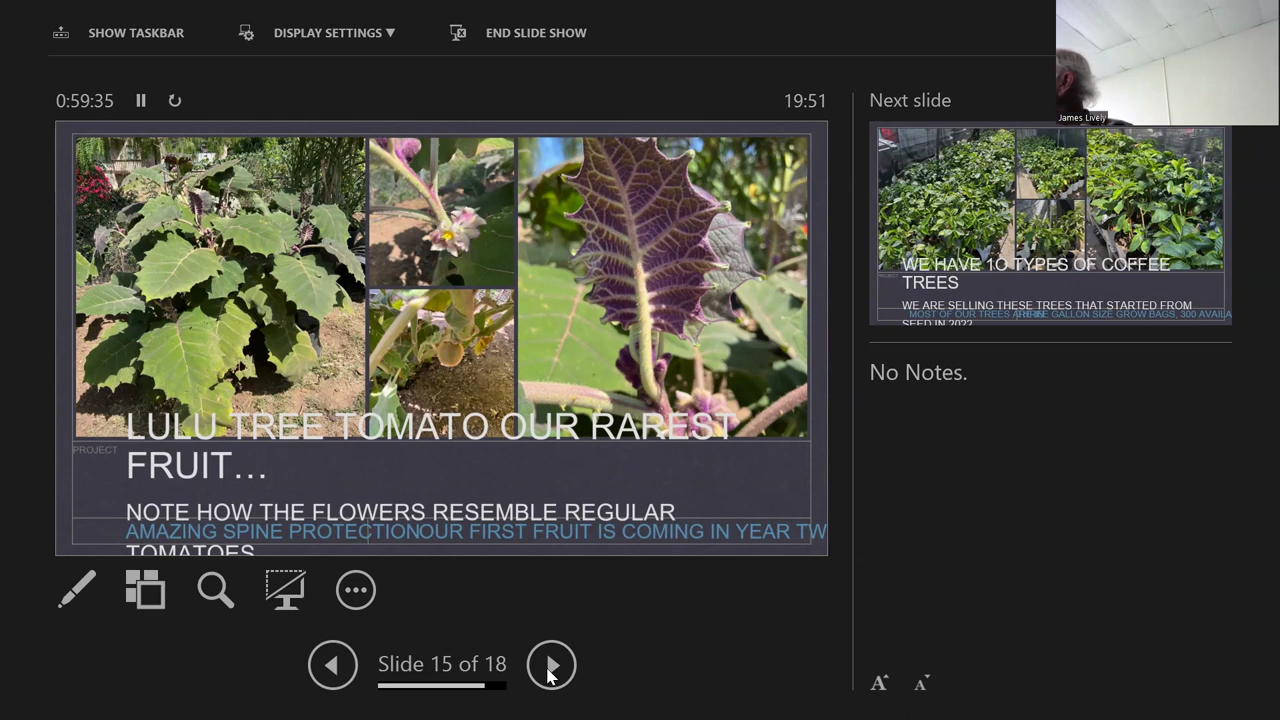 SHOW TASKBAR
DISPLAY SETTINGS ▼
END SLIDE SHOW
James Lively
0:59:35
19:51
Next slide
LULU TREE TOMATO OUR RAREST
FRUIT...
PROJECT
NOTE HOW THE FLOWERS RESEMBLE REGULAR
AMAZING SPINE PROTECTIONOUR FIRST FRUIT IS COMING IN YEAR TW
TOMATOES
WE HAVE 10 TYPES OF COFFEE
TREES
PROJECT
WE ARE SELLING THESE TREES THAT STARTED FROM
MOST OF OUR TREES ARE GALLON SIZE GROW BAGS, 300 AVAILA
SEED IN 2022
No Notes.
Slide 15 of 18
A A